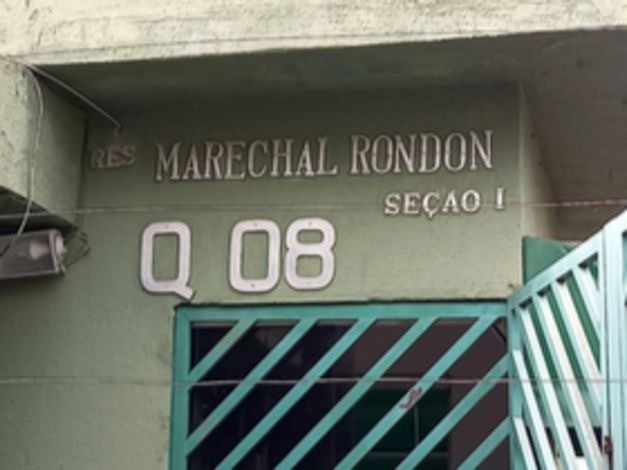 RES MARECHAL RONDON
SEÇAO I
Q 08